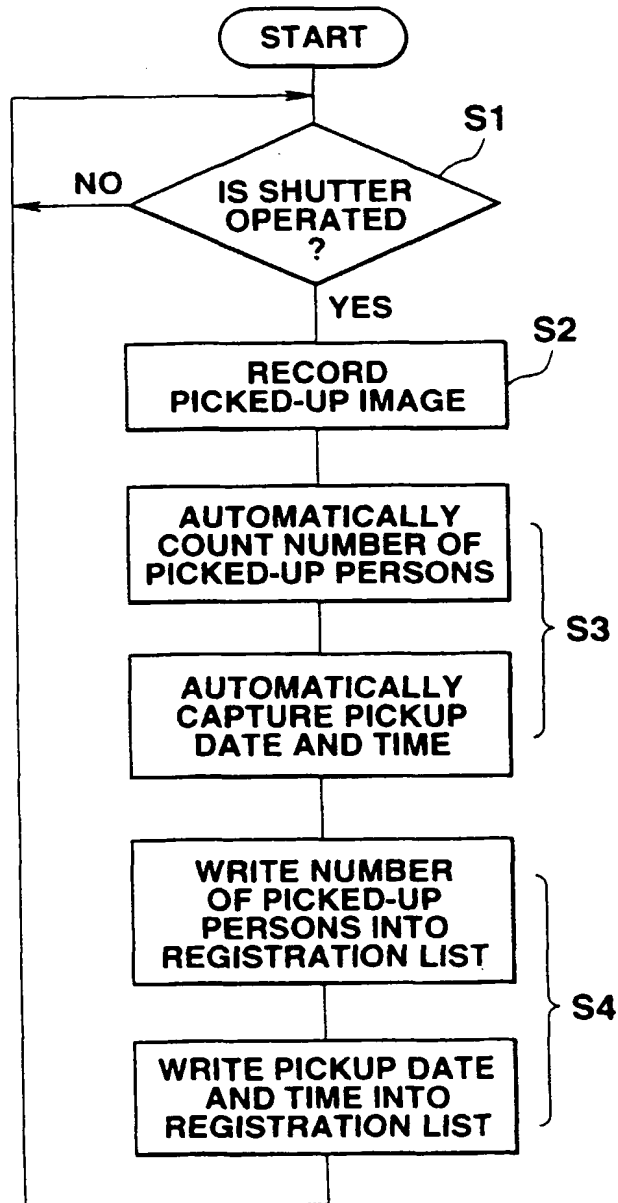 START
S1
NO
IS SHUTTER
OPERATED
?
YES
S2
RECORD
PICKED-UP IMAGE
AUTOMATICALLY
COUNT NUMBER OF
PICKED-UP PERSONS
S3
AUTOMATICALLY
CAPTURE PICKUP
DATE AND TIME
WRITE NUMBER
OF PICKED-UP
PERSONS INTO
REGISTRATION LIST
S4
WRITE PICKUP DATE
AND TIME INTO
REGISTRATION LIST